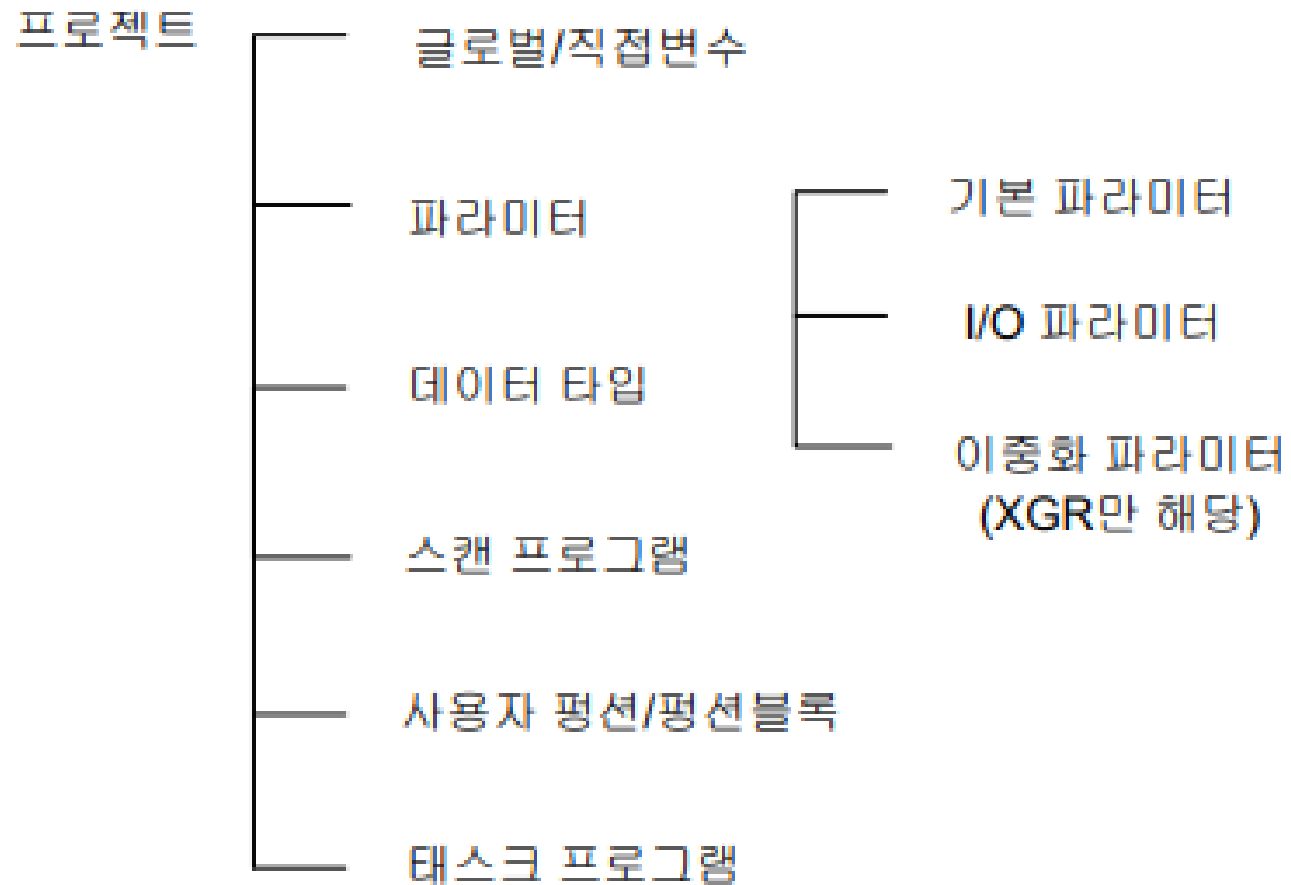 프로젝트
글로벌/직접변수
파라미터
기본 파라미터
I/O 파라미터
이중화 파라미터
(XGR만 해당)
데이터 타입
스캔 프로그램
사용자 펑션/펑션블록
태스크 프로그램